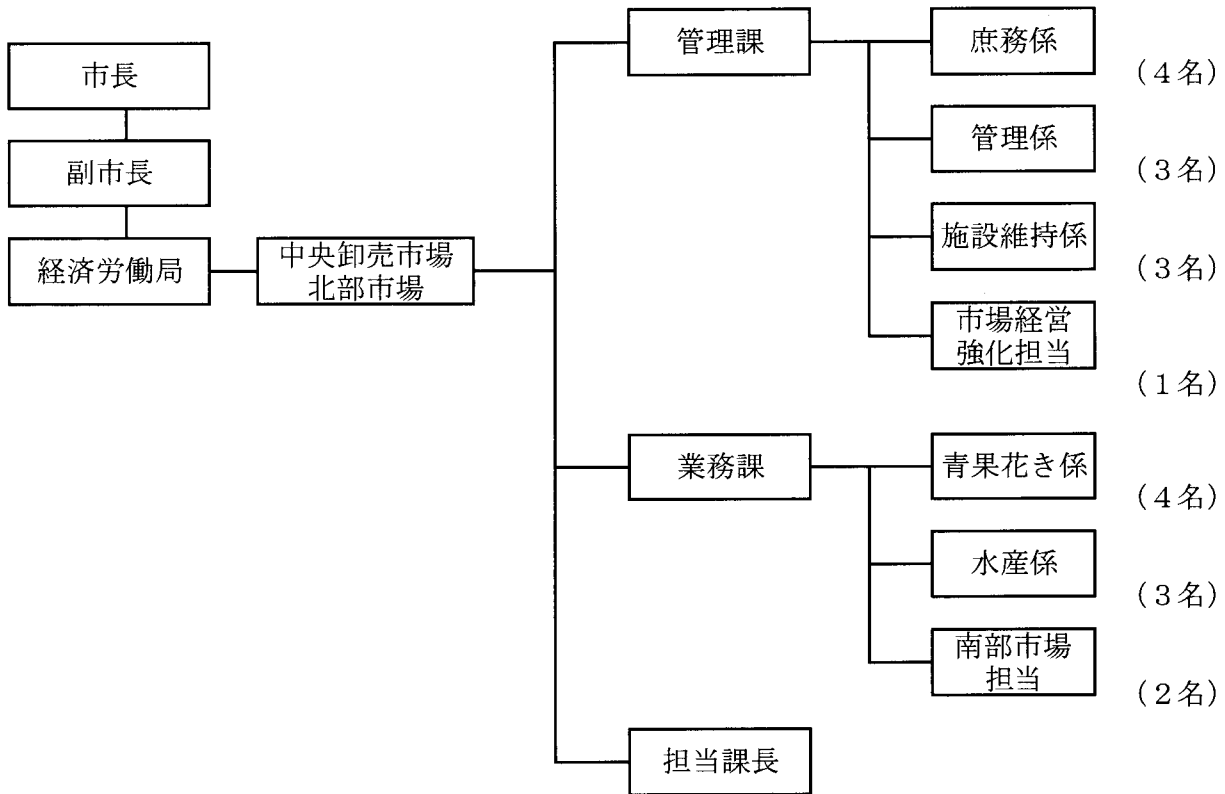 市長
副市長
経済労働局
中央卸売市場
北部市場
管理課
庶務係
(4名)
管理係
(3名)
施設維持係
(3名)
市場経営
強化担当
(1名)
業務課
青果花き係
(4名)
水産係
(3名)
南部市場
担当
(2名)
担当課長